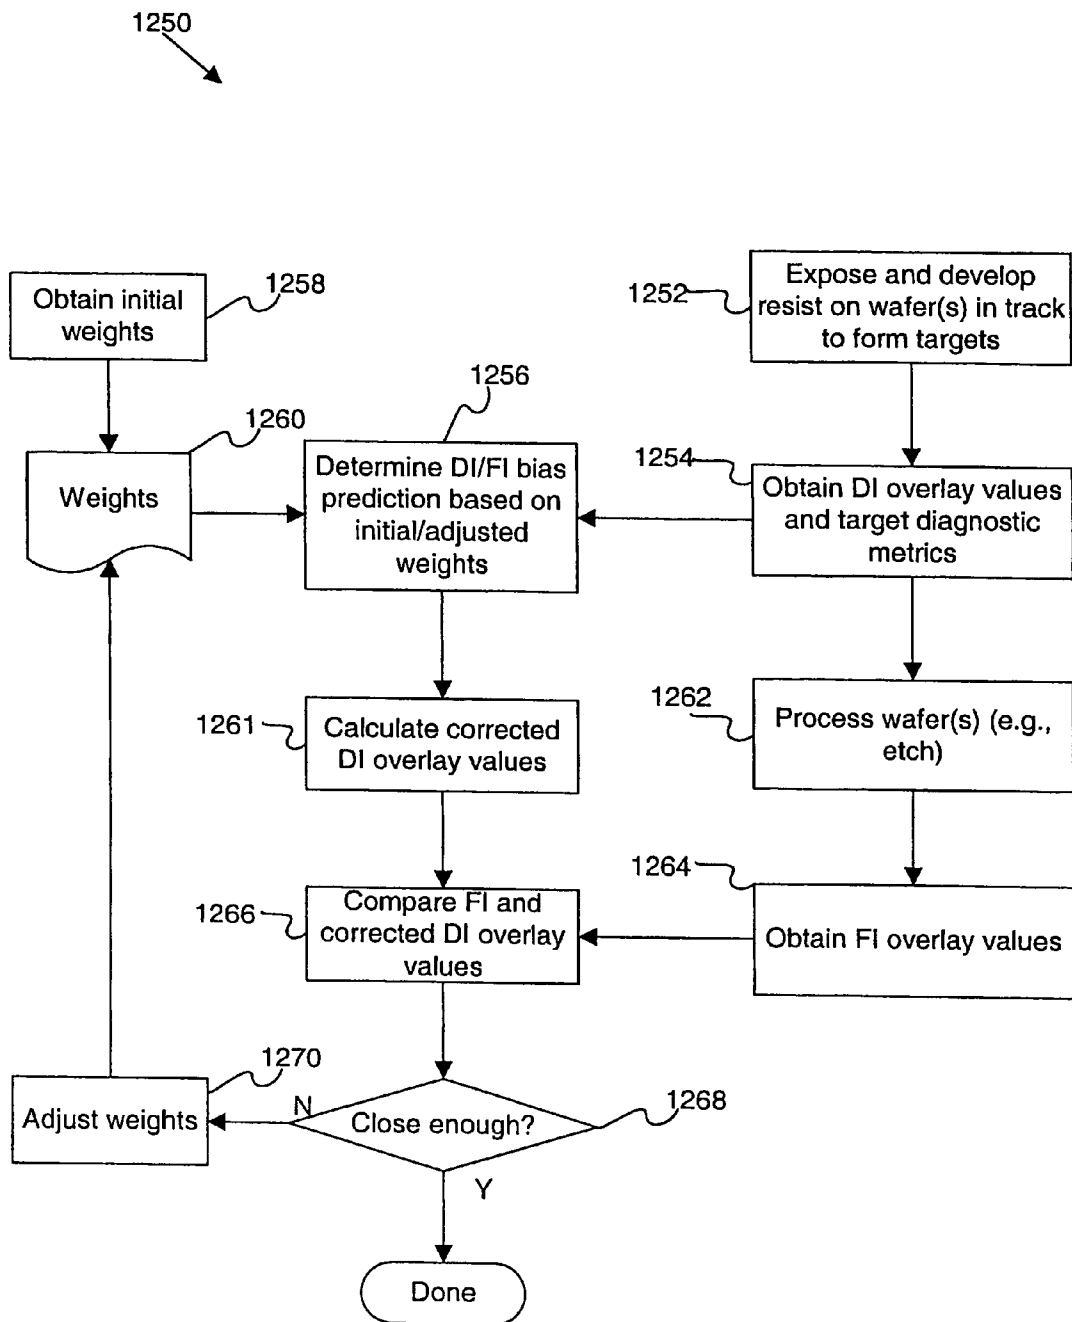 1250
Obtain initial
weights
1258
1252
Expose and develop
resist on wafer(s) in track
to form targets
1256
1260
Weights
Determine DI/FI bias
prediction based on
initial/adjusted
weights
1254
Obtain DI overlay values
and target diagnostic
metrics
1261
Calculate corrected
DI overlay values
1262
Process wafer(s) (e.g.,
etch)
1264
1266
Compare FI and
corrected DI overlay
values
Obtain FI overlay values
1270
Adjust weights
N
Close enough?
1268
Y
Done